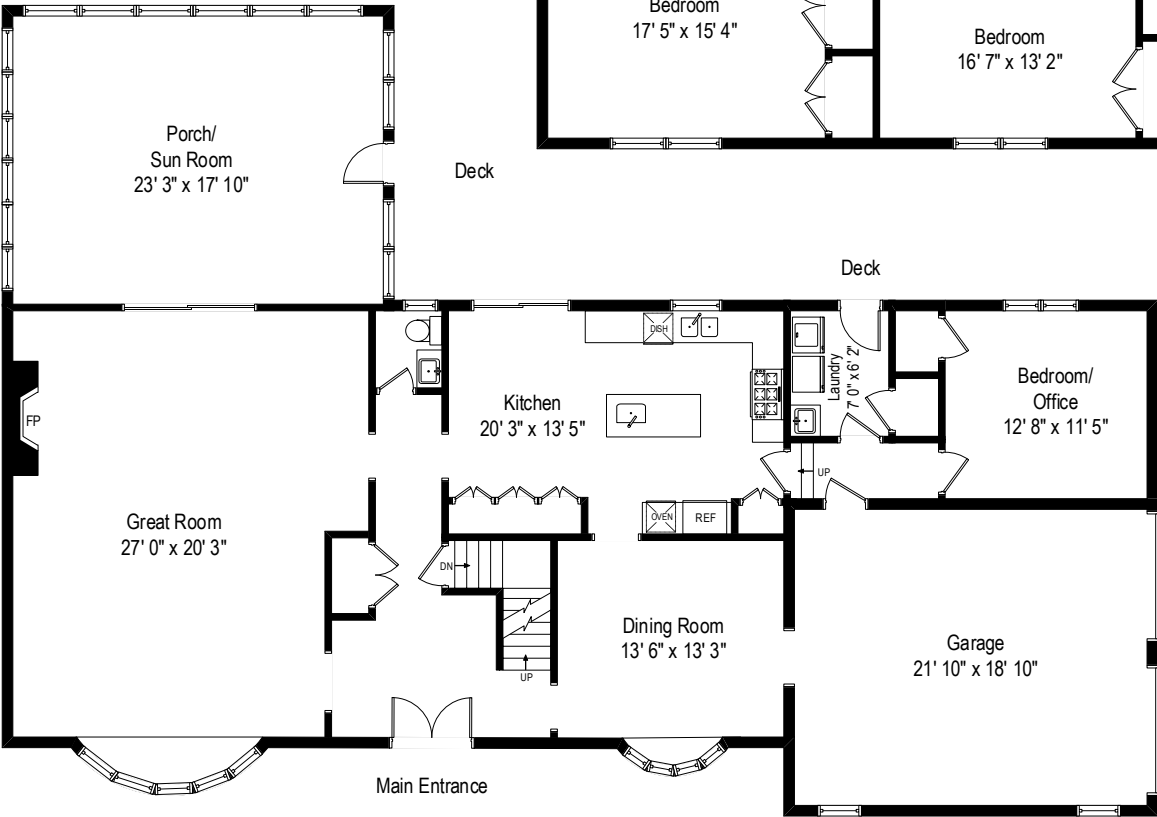 Bedroom
17' 5" x 15' 4"
Bedroom
16' 7" x 13' 2"
Porch/
Sun Room
23' 3" x 17' 10"
Deck
Deck
DISH
Laundry
7' 0" x 6' 2"
Bedroom/
Office
12' 8" x 11' 5"
Kitchen
20' 3" x 13' 5"
FP
UP
Great Room
27' 0" x 20' 3"
OVEN
REF
DN
Dining Room
13' 6" x 13' 3"
UP
Garage
21' 10" x 18' 10"
Main Entrance